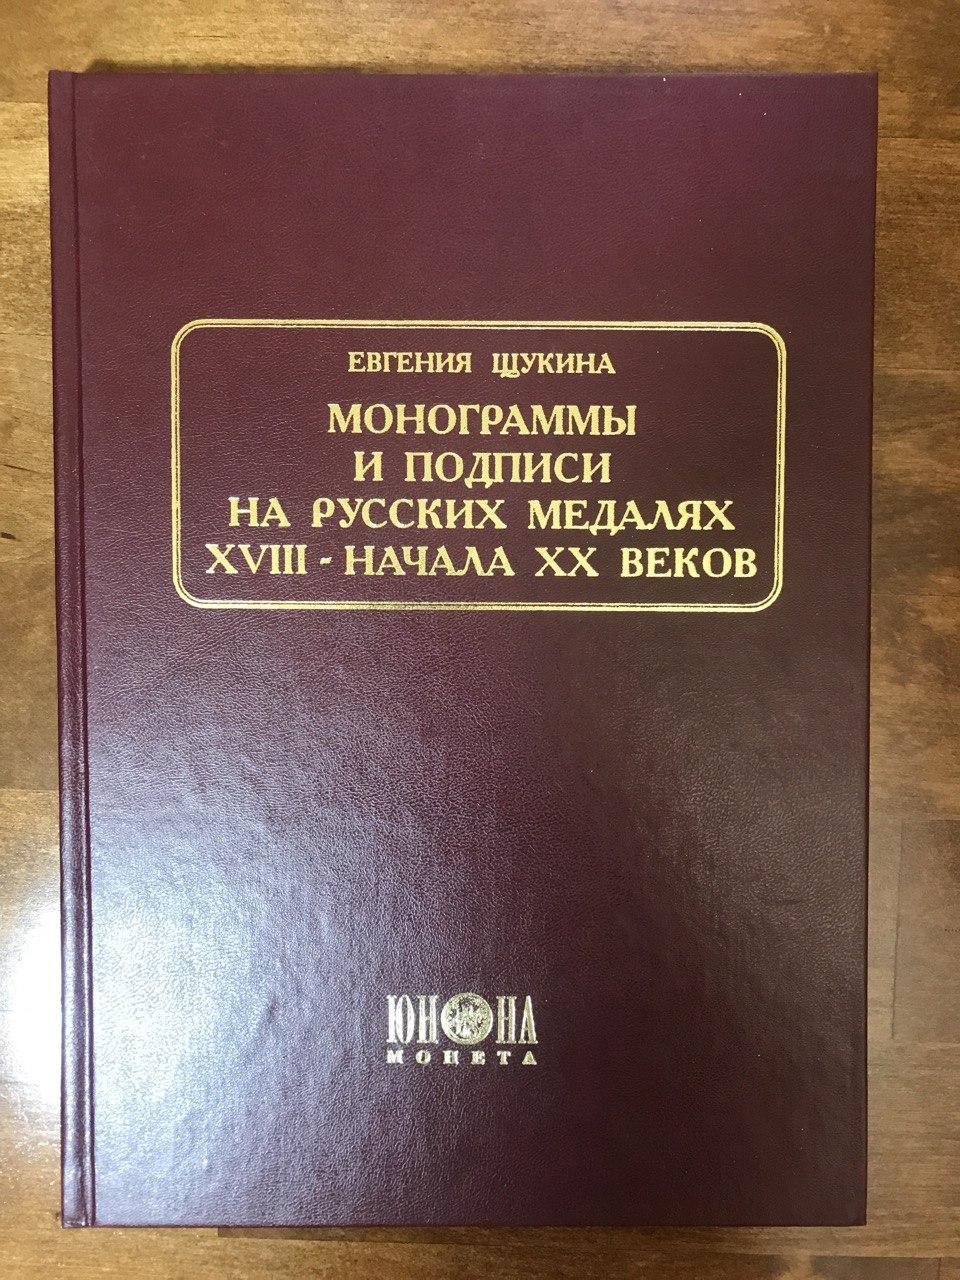 ЕВГЕНИЯ ЩУКИНА
МОНОГРАММЫ
И ПОДПИСИ
НА РУССКИХ МЕДАЛЯХ
XVIII - НАЧАЛА XX ВЕКОВ
ЮНОНА
МОНЕТА